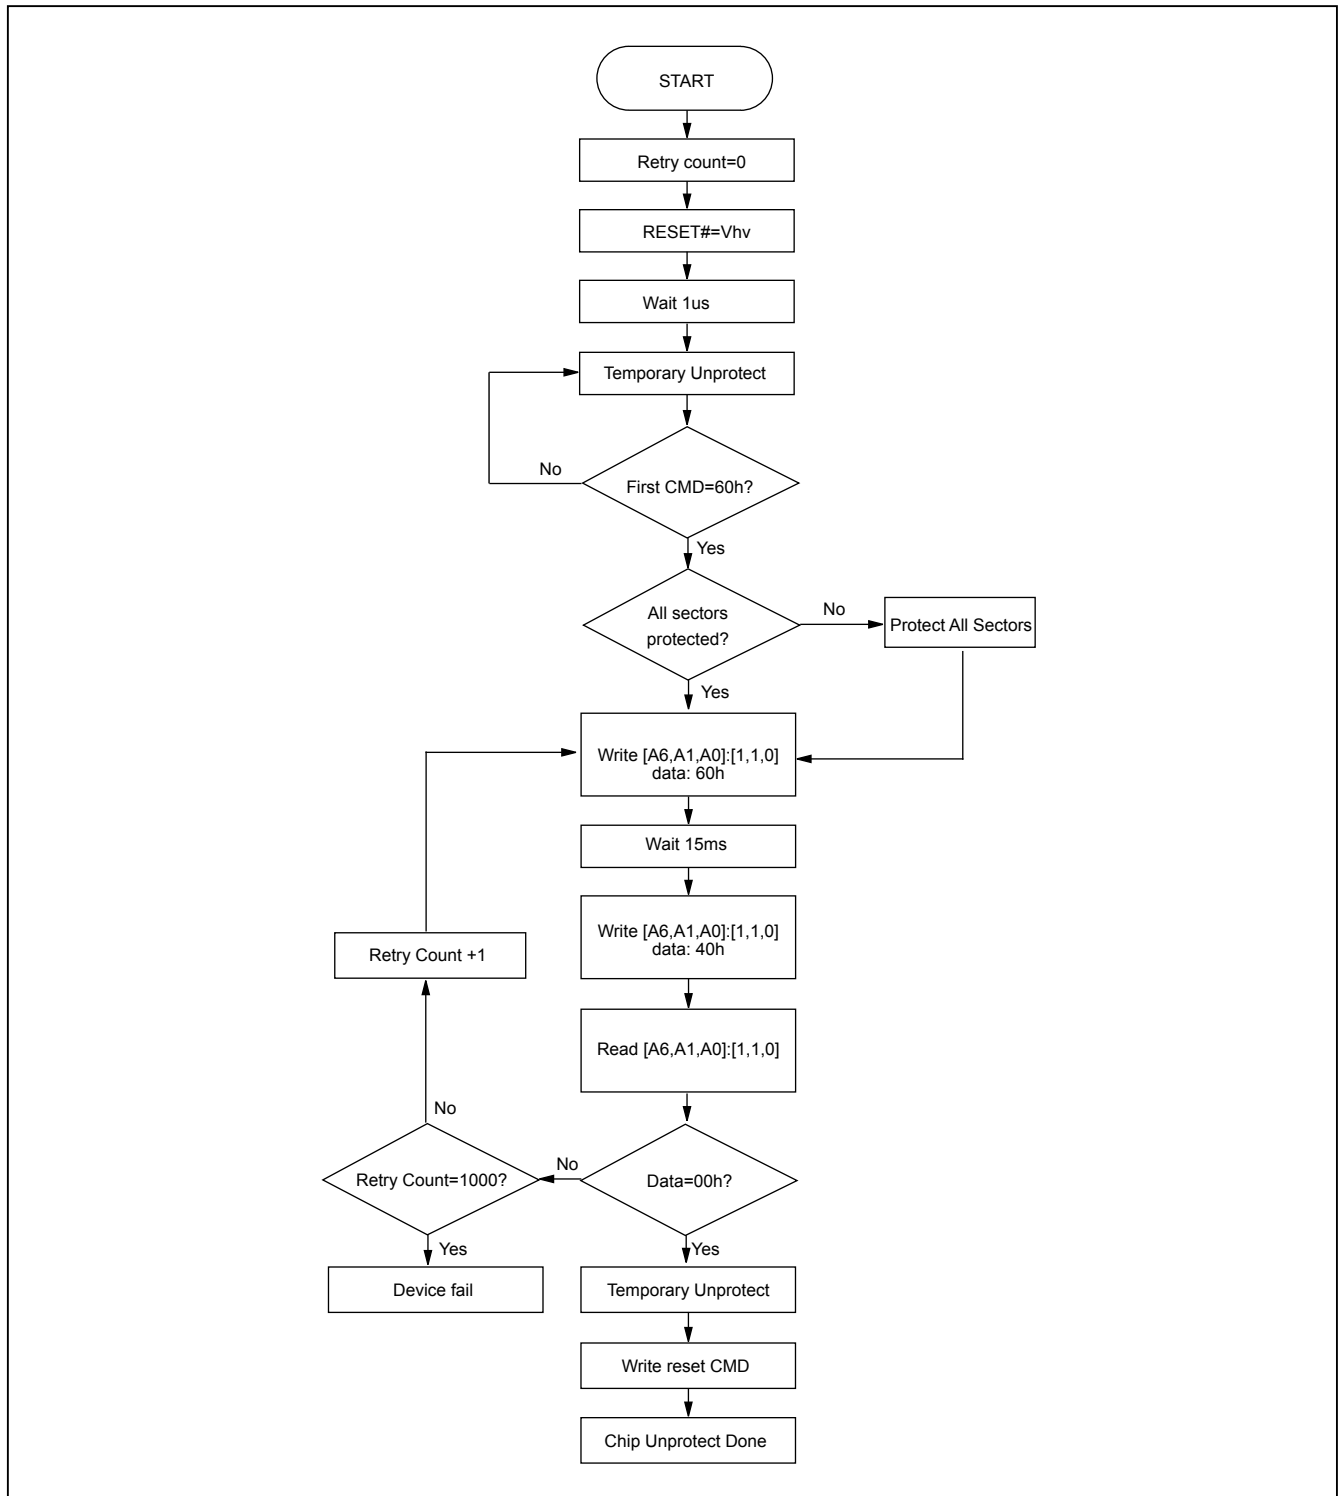 START
Retry count=0
RESET#=Vhv
Wait 1us
Temporary Unprotect
No
First CMD=60h?
Yes
All sectors
protected?
No
Protect All Sectors
Yes
Write [A6,A1,A0]:[1,1,0]
data: 60h
Wait 15ms
Write [A6,A1,A0]:[1,1,0]
data: 40h
Retry Count +1
Read [A6,A1,A0]:[1,1,0]
No
Retry Count=1000?
No
Data=00h?
Yes
Yes
Device fail
Temporary Unprotect
Write reset CMD
Chip Unprotect Done